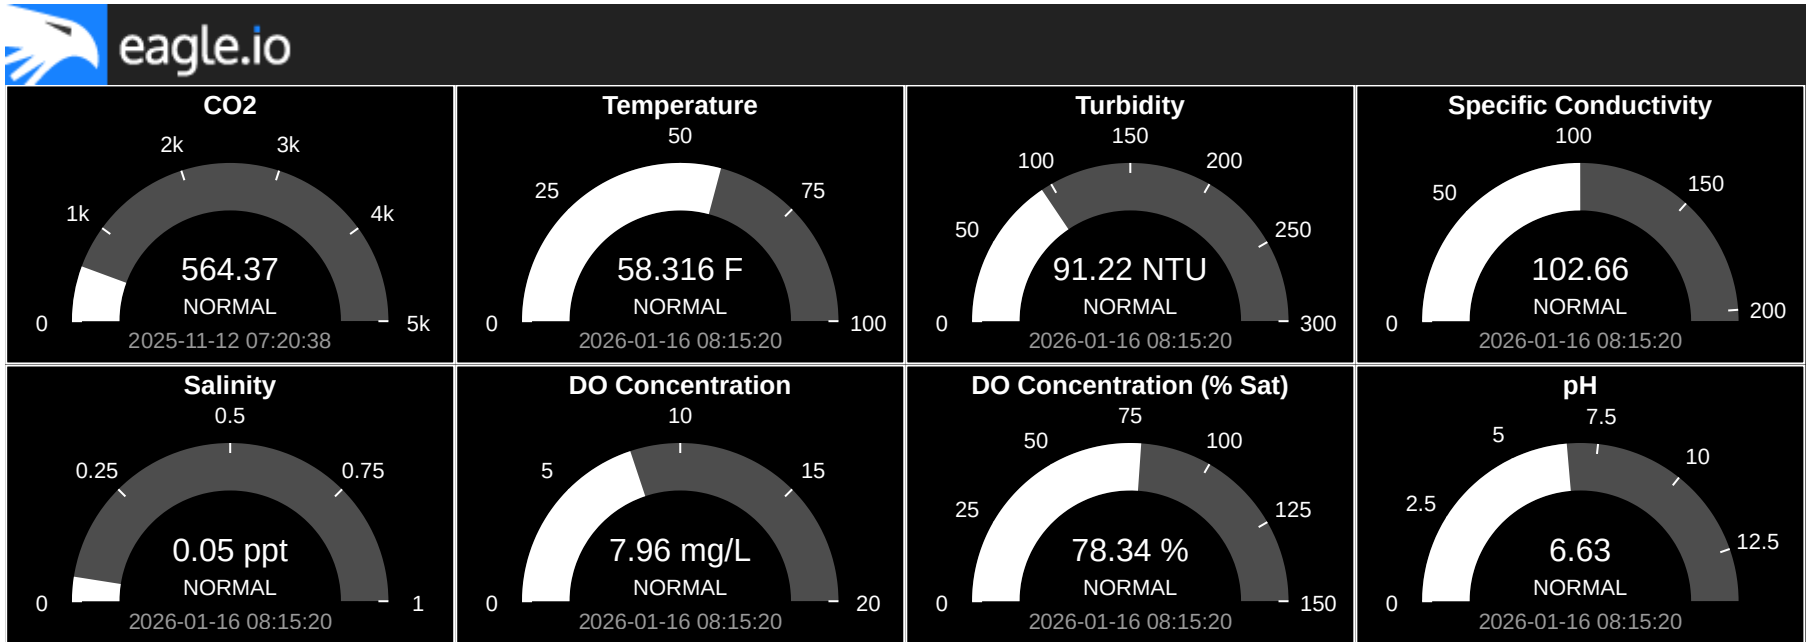 eagle.io
CO2
0
1k
2k
3k
4k
5k
564.37
NORMAL
2025-11-12 07:20:38
Temperature
0
25
50
75
100
58.316 F
NORMAL
2026-01-16 08:15:20
Turbidity
0
50
100
150
200
250
300
91.22 NTU
NORMAL
2026-01-16 08:15:20
Specific Conductivity
0
50
100
150
200
102.66
NORMAL
2026-01-16 08:15:20
Salinity
0
0.25
0.5
0.75
1
0.05 ppt
NORMAL
2026-01-16 08:15:20
DO Concentration
0
5
10
15
20
7.96 mg/L
NORMAL
2026-01-16 08:15:20
DO Concentration (% Sat)
0
25
50
75
100
125
150
78.34 %
NORMAL
2026-01-16 08:15:20
pH
0
2.5
5
7.5
10
12.5
6.63
NORMAL
2026-01-16 08:15:20